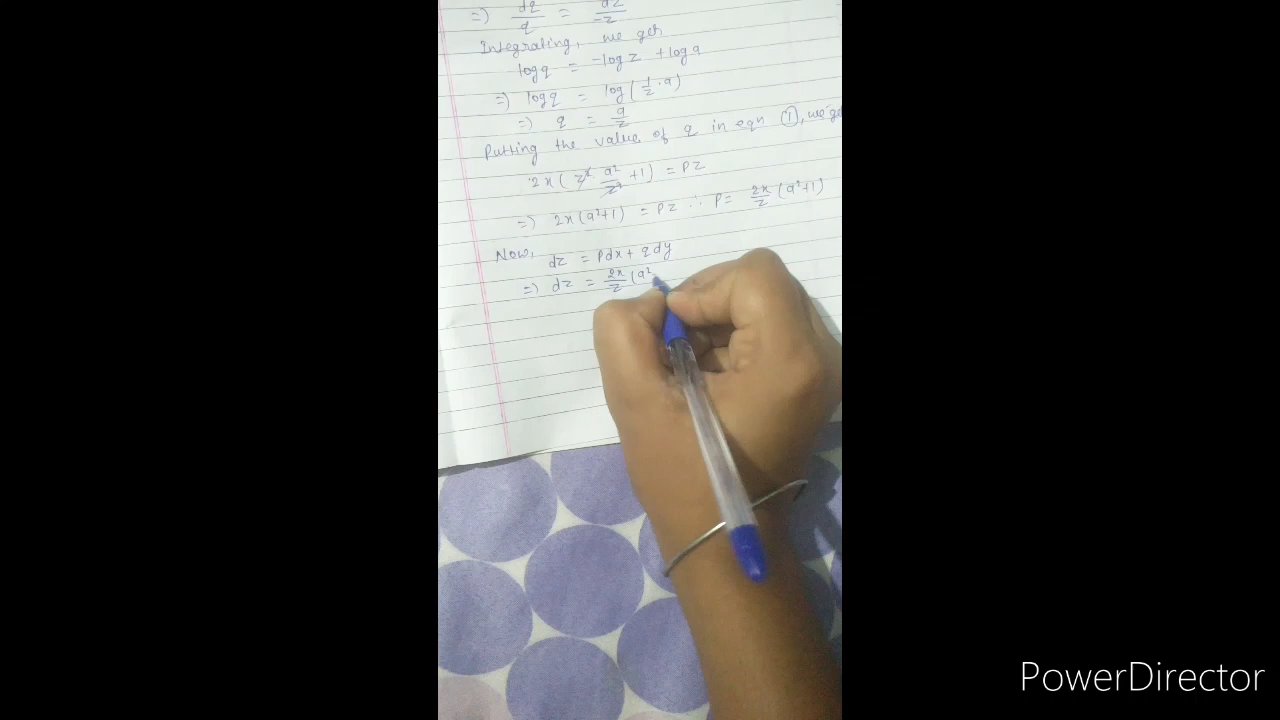 =) dq/q = dz/-z
Integrating, we get,
log q = -log z + log a
=) log q = log(1/z · a)
=) q = a/z
Putting the value of q in eqn ①, we get
2x(z² a²/z² +1) = Pz
=) 2x(a²+1) = Pz ∴ P = 2x/z (a²+1)
Now, dz = Pdx + qdy
=) dz = 2x/z (a²
PowerDirector